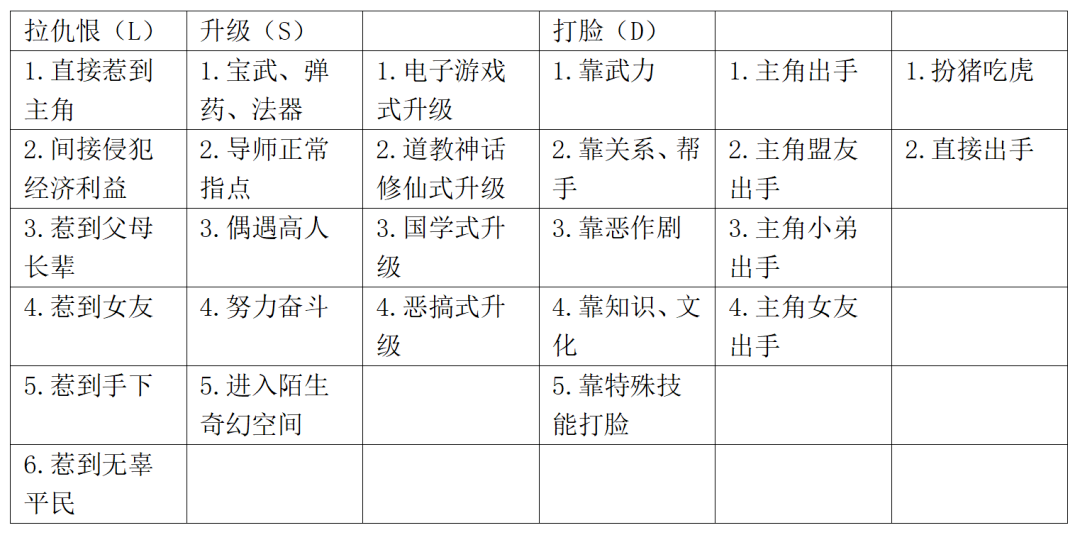 拉仇恨（L）
升级（S）
打脸（D）
1.直接惹到
主角
1.宝武、弹
药、法器
1.电子游戏
式升级
1.靠武力
1.主角出手
1.扮猪吃虎
2.间接侵犯
经济利益
2.导师正常
指点
2.道教神话
修仙式升级
2.靠关系、帮
手
2.主角盟友
出手
2.直接出手
3.惹到父母
长辈
3.偶遇高人
3.国学式升
级
3.靠恶作剧
3.主角小弟
出手
4.惹到女友
4.努力奋斗
4.恶搞式升
级
4.靠知识、文
化
4.主角女友
出手
5.惹到手下
5.进入陌生
奇幻空间
5.靠特殊技
能打脸
6.惹到无辜
平民